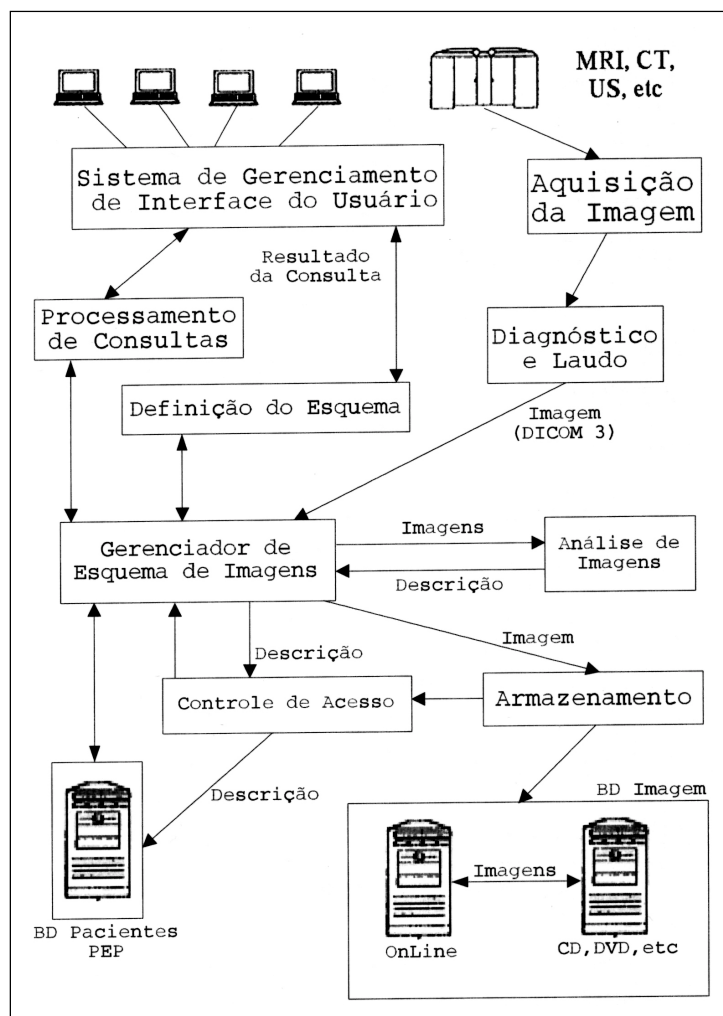 MRI, CT,
US, etc
Sistema de Gerenciamento
de Interface do Usuário
Aquisição
da Imagem
Resultado
da Consulta
Processamento
de Consultas
Diagnóstico
e Laudo
Definição do Esquema
Imagem
(DICOM 3)
Gerenciador de
Esquema de Imagens
Imagens
Descrição
Análise de
Imagens
Descrição
Imagem
Controle de Acesso
Armazenamento
Descrição
BD Imagem
Imagens
BD Pacientes
PEP
OnLine
CD,DVD,etc